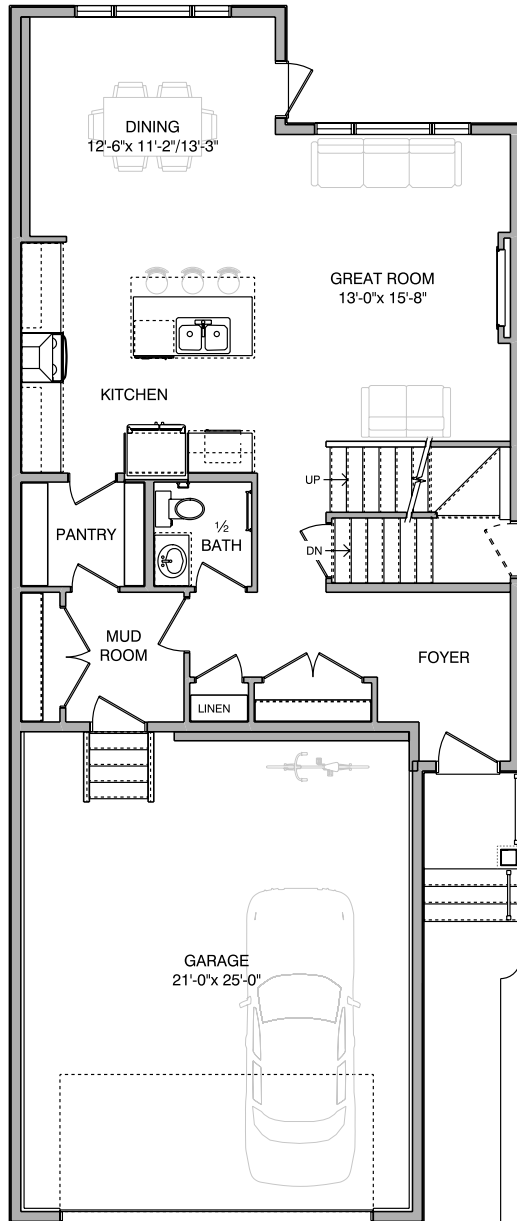 DINING
12'-6"x 11'-2"/13'-3"
GREAT ROOM
13'-0"x 15'-8"
KITCHEN
UP
PANTRY
½
BATH
DN
MUD
ROOM
FOYER
LINEN
GARAGE
21'-0"x 25'-0"